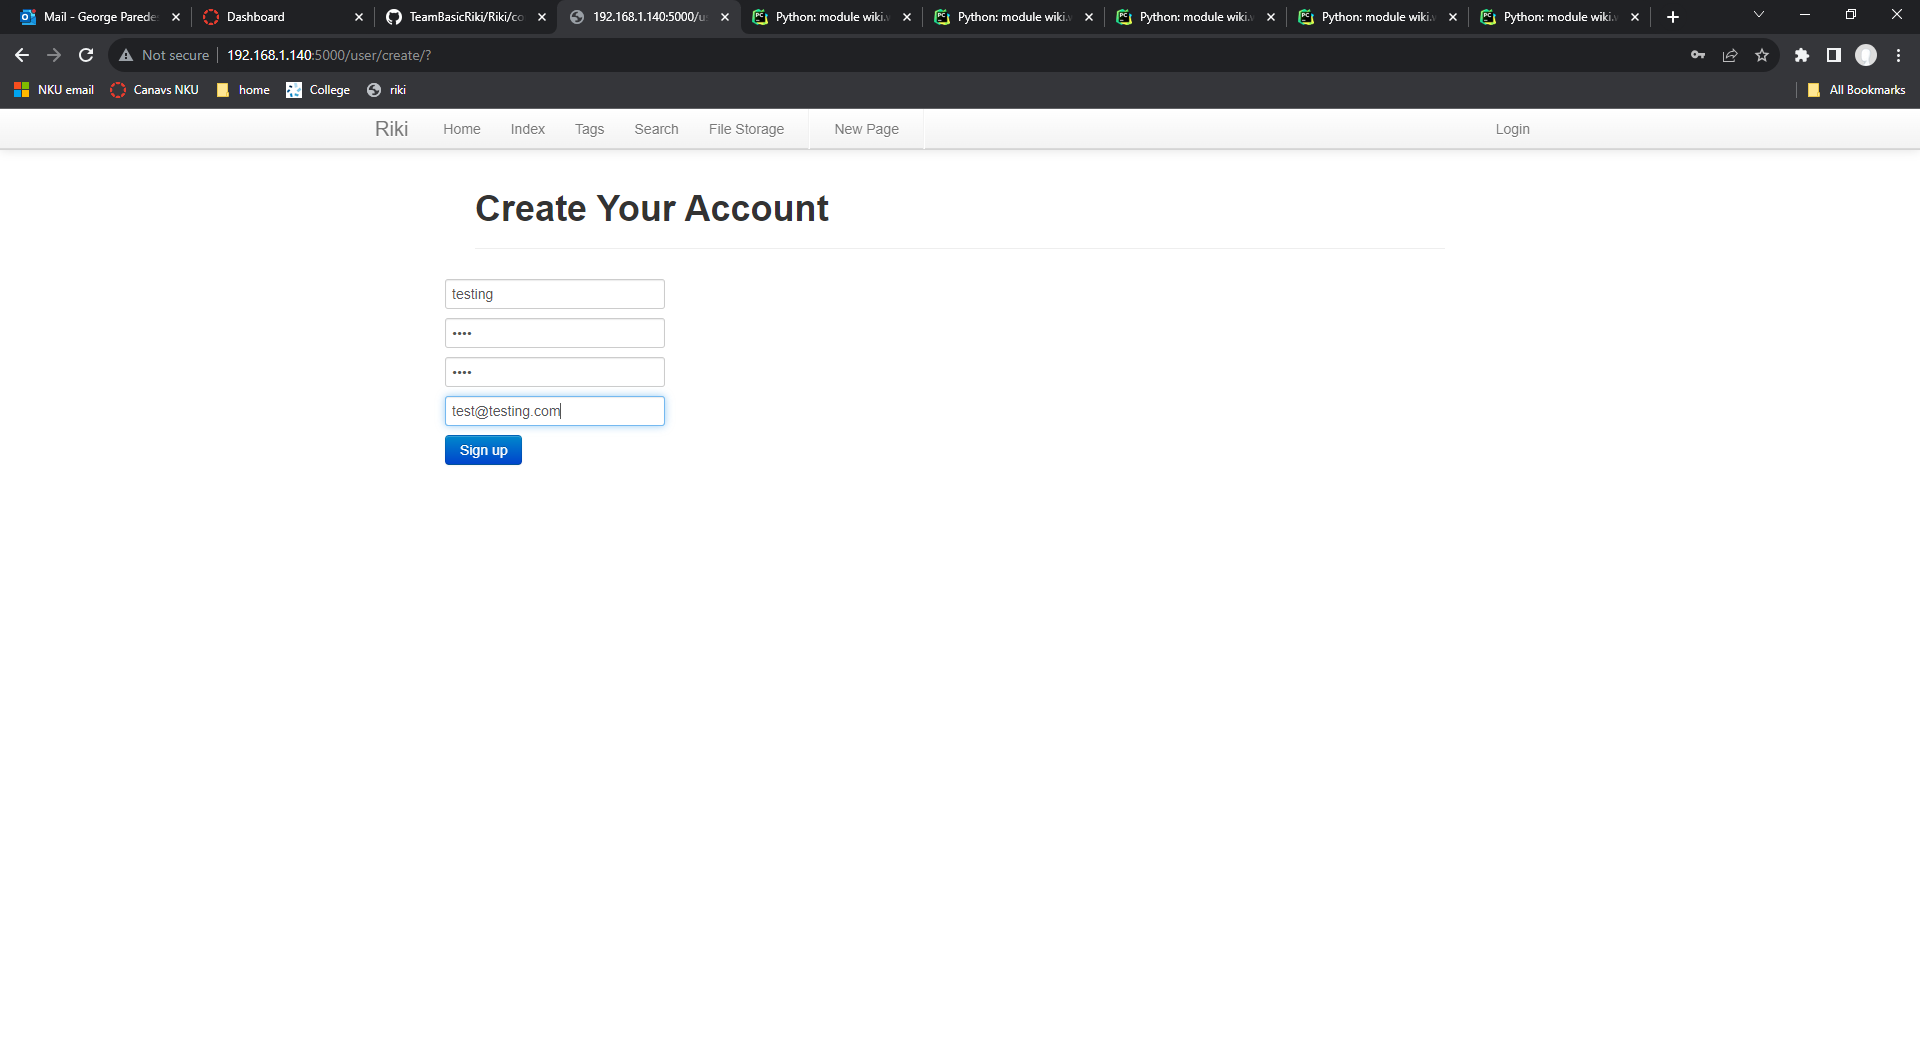 Mail - George Paredes
Dashboard
TeamBasicRiki/Riki/co
192.168.1.140:5000/us
Python: module wiki.w
Python: module wiki.w
Python: module wiki.w
Python: module wiki.w
Python: module wiki.w
Not secure
192.168.1.140:5000/user/create/?
NKU email
Canavs NKU
home
College
riki
All Bookmarks
Riki
Home
Index
Tags
Search
File Storage
New Page
Login
Create Your Account
testing
••••
••••
test@testing.com
Sign up